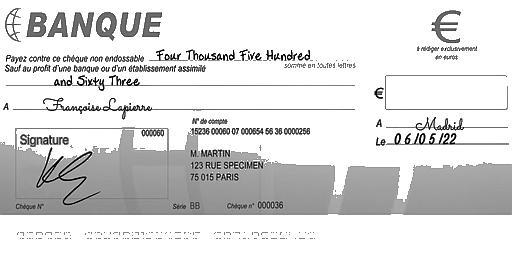 BANQUE €
à rédiger exclusivement
en euros
Payez contre ce chèque non endossable Four Thousand Five Hundred
Sauf au profit d'une banque ou d'un établissement assimilé somme en toutes lettres
and Sixty Three
€
A Françoise Lapierre
N° de compte
15236 00060 07 000654 56 36 0000256
A Madrid
Le 06/05/22
Signature 000060
M. MARTIN
123 RUE SPECIMEN
75 015 PARIS
Chèque N° Série BB Chèque n° 000036